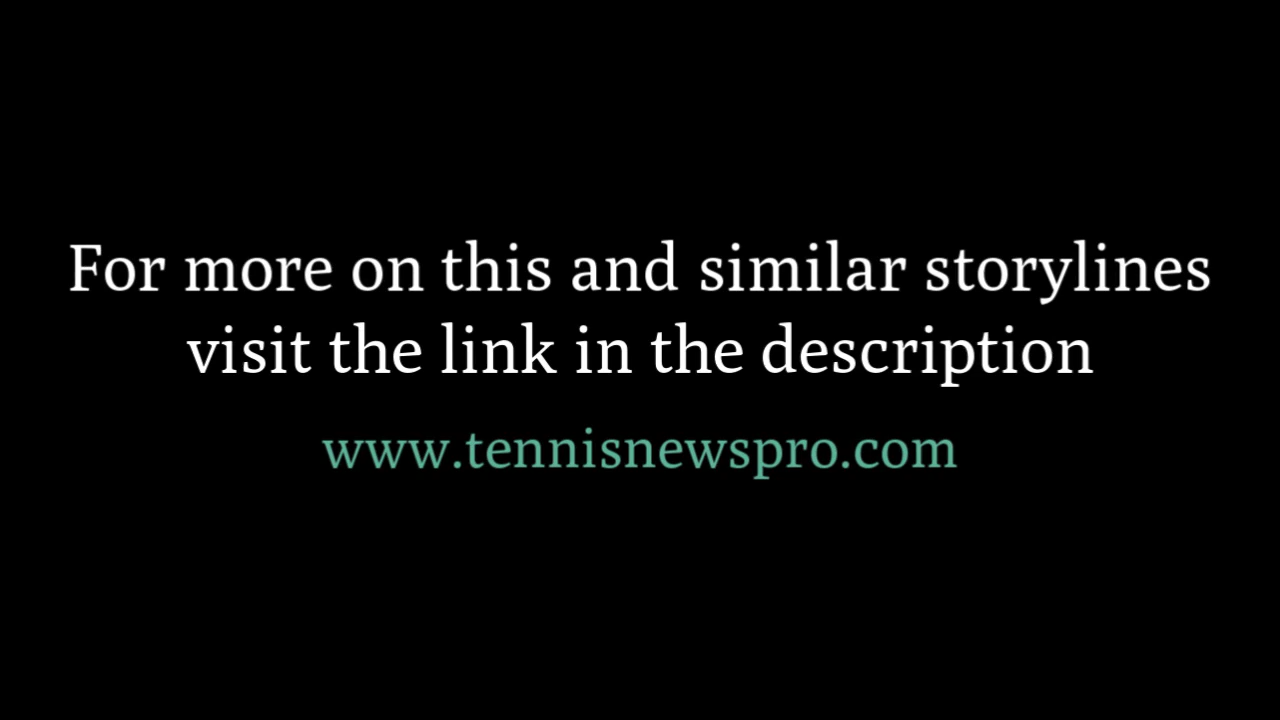 For more on this and similar storylines
visit the link in the description
www.tennisnewspro.com